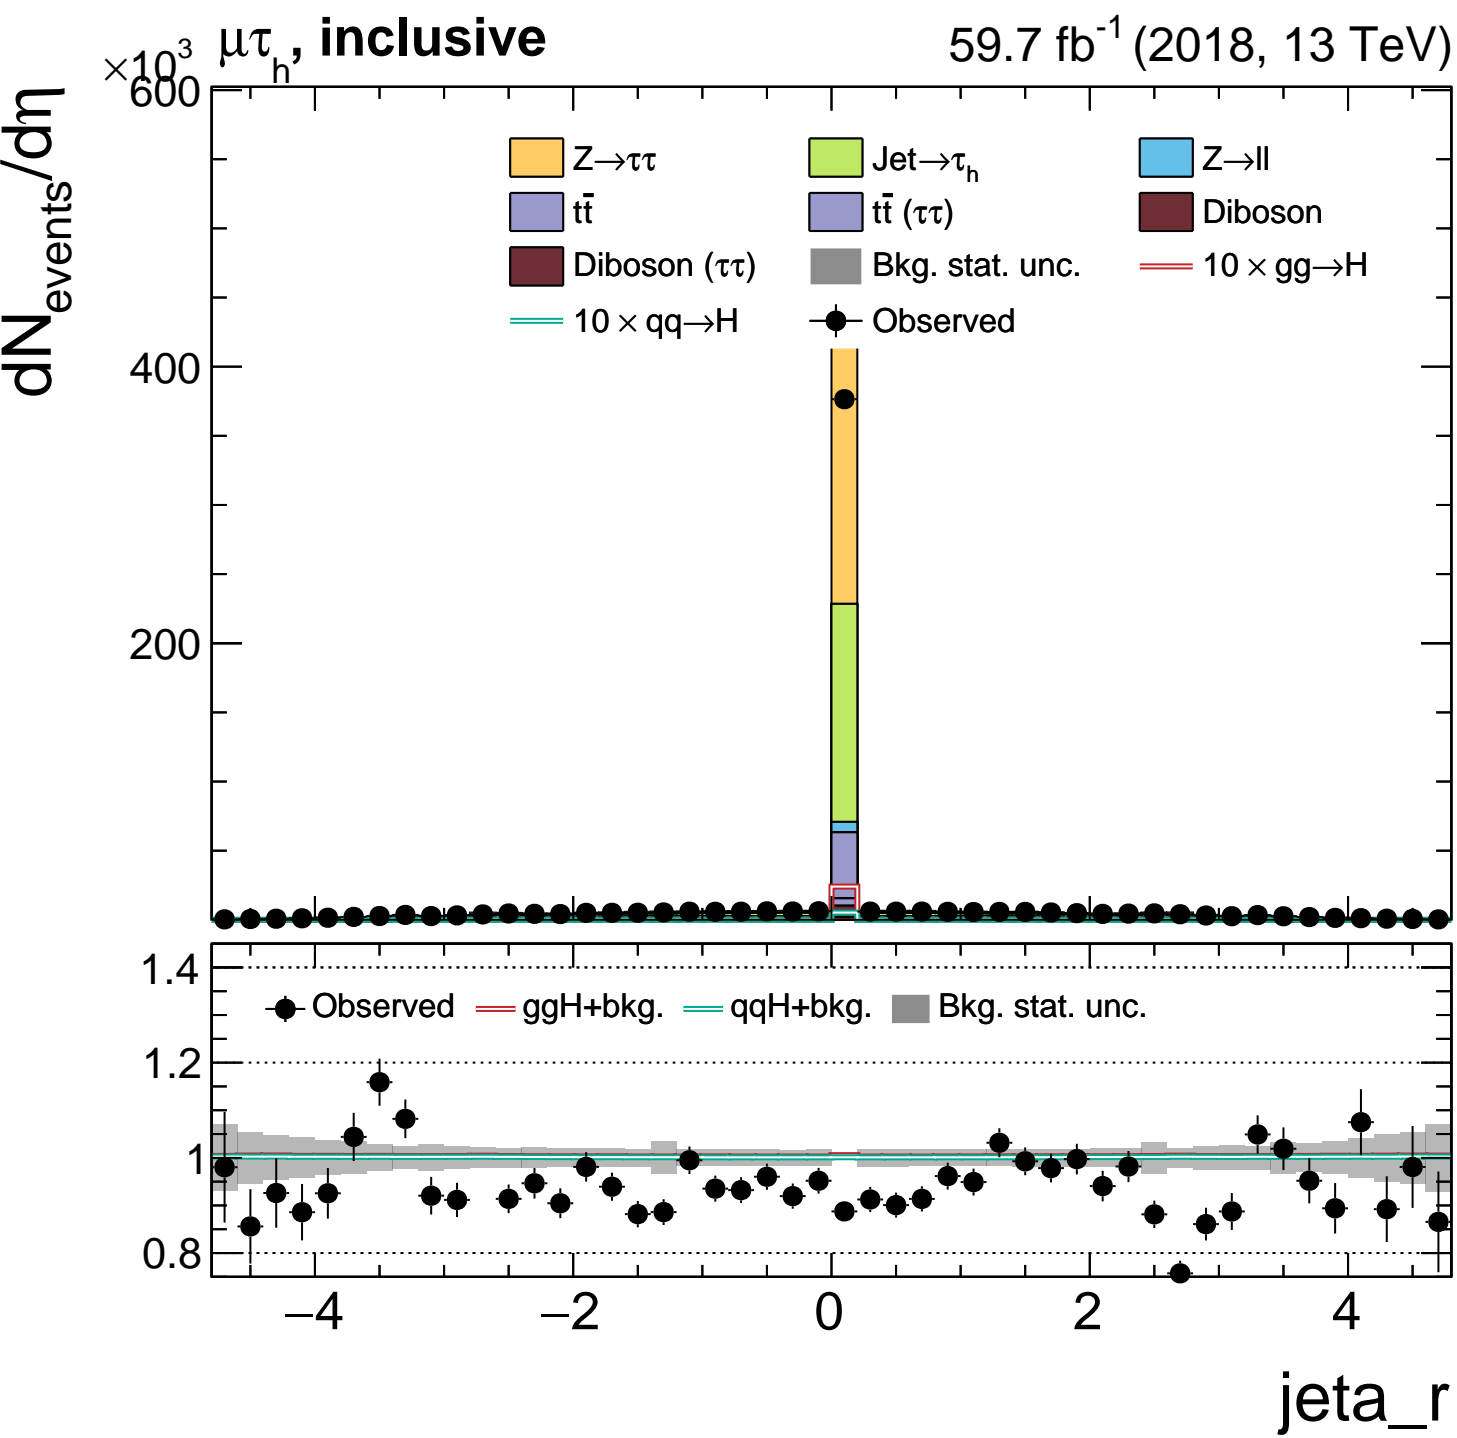 ×10³ μτh, inclusive 59.7 fb⁻¹ (2018, 13 TeV)
dNevents/dη
600
400
200
Z→ττ Jet→τh Z→ll
tt̄ tt̄ (ττ) Diboson
Diboson (ττ) Bkg. stat. unc. 10 × gg→H
10 × qq→H Observed
1.4
1.2
1
0.8
Observed ggH+bkg. qqH+bkg. Bkg. stat. unc.
−4 −2 0 2 4
jeta_r